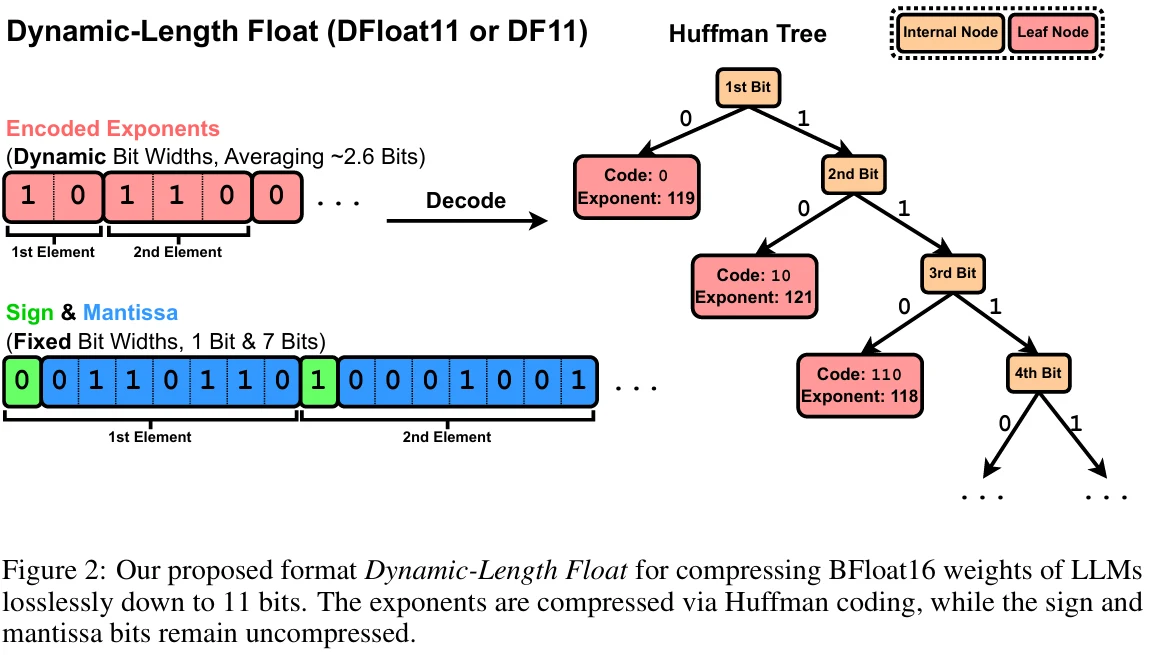 Dynamic-Length Float (DFloat11 or DF11)
Encoded Exponents
(Dynamic Bit Widths, Averaging ~2.6 Bits)
1 0 1 1 0 0 ...
1st Element 2nd Element
Decode
Sign & Mantissa
(Fixed Bit Widths, 1 Bit & 7 Bits)
0 0 1 1 0 1 1 0 1 0 0 0 1 0 0 1 ...
1st Element 2nd Element
Huffman Tree
Internal Node Leaf Node
1st Bit
0 1
Code: 0
Exponent: 119
2nd Bit
0 1
Code: 10
Exponent: 121
3rd Bit
0 1
Code: 110
Exponent: 118
4th Bit
0 1
... ...
Figure 2: Our proposed format Dynamic-Length Float for compressing BFloat16 weights of LLMs
losslessly down to 11 bits. The exponents are compressed via Huffman coding, while the sign and
mantissa bits remain uncompressed.